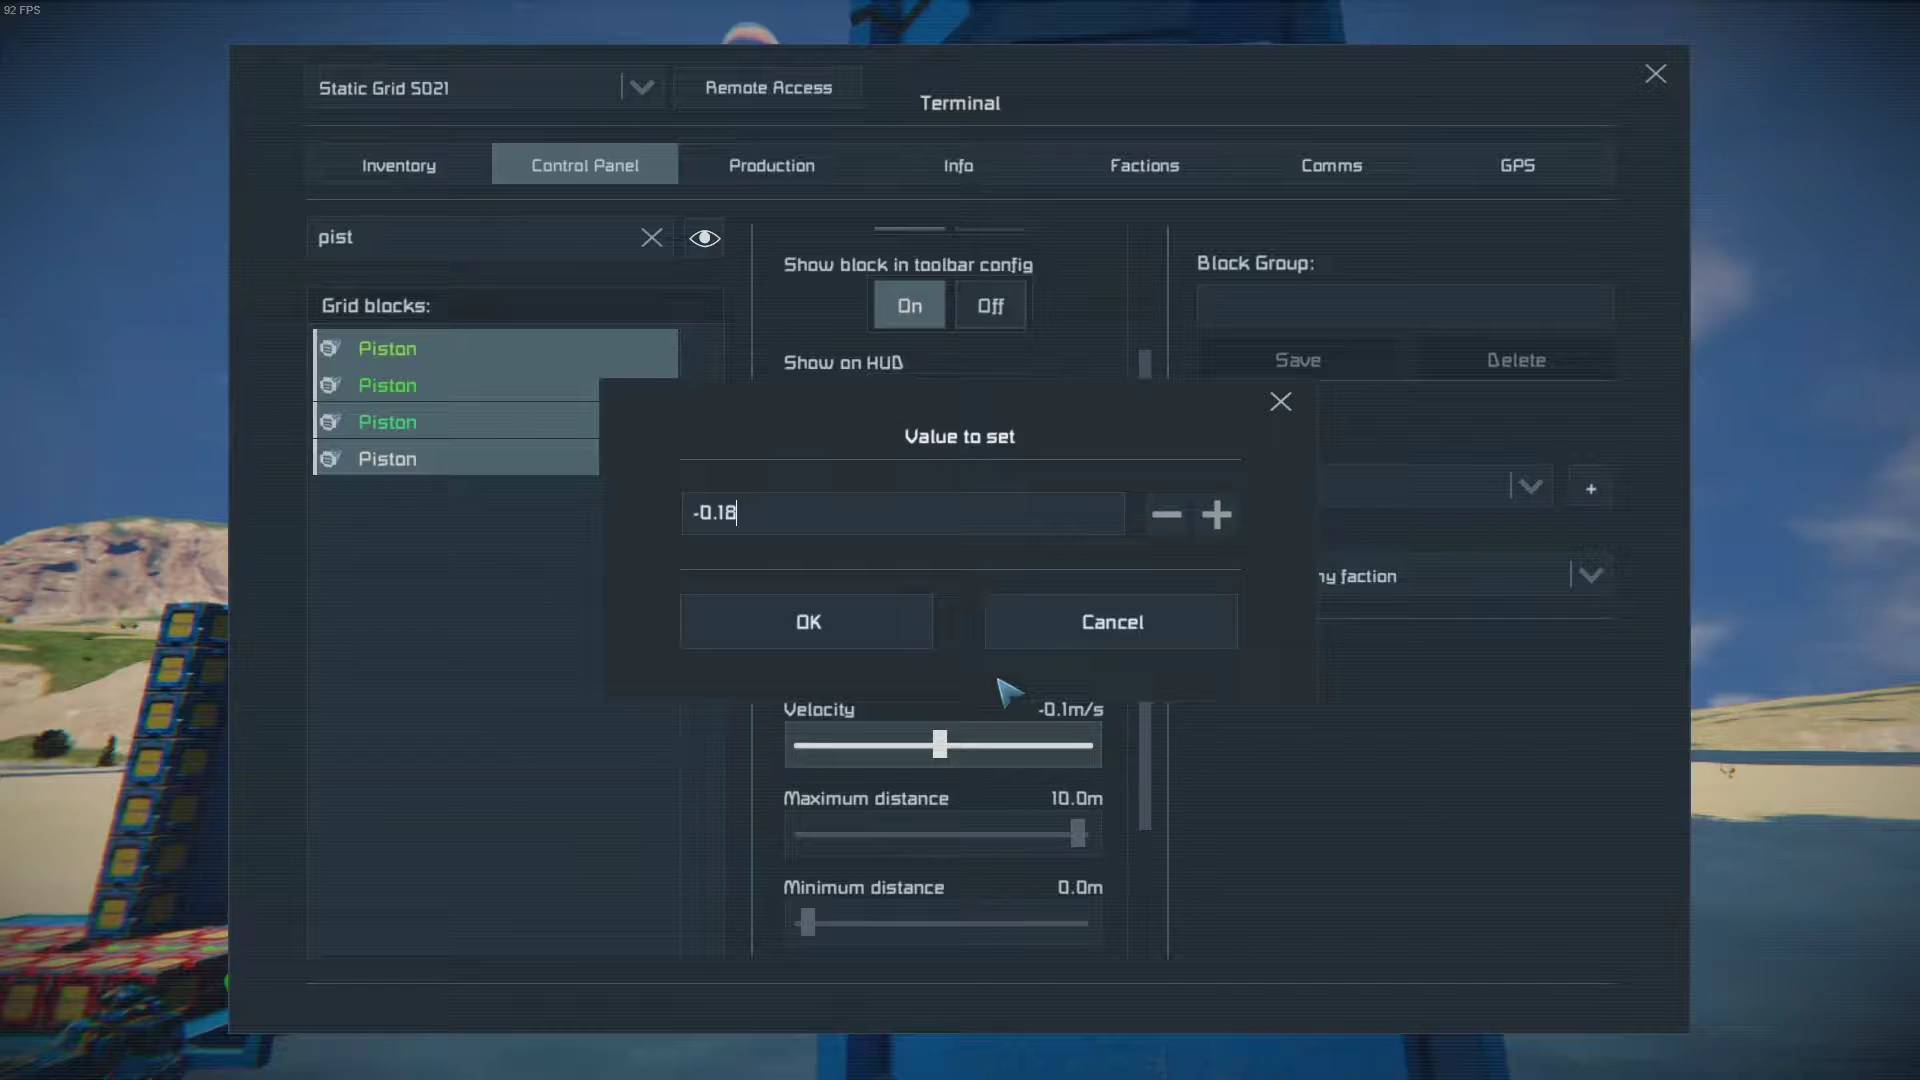 92 FPS
Static Grid 5021
Remote Access
Terminal
Inventory
Control Panel
Production
Info
Factions
Comms
GPS
pist
Grid blocks:
Piston
Piston
Piston
Piston
Show block in toolbar config
On
Off
Show on HUD
Block Group:
Save
Delete
Value to set
-0.18
OK
Cancel
+
faction
Velocity
-0.1m/s
Maximum distance
10.0m
Minimum distance
0.0m